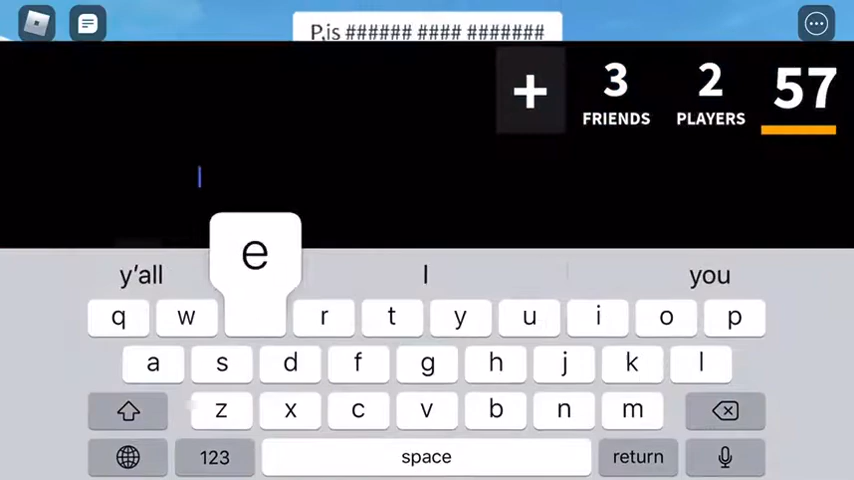 P,is ###### #### #######
+ 3 2 57
FRIENDS PLAYERS
e
y'all I you
q w r t y u i o p
a s d f g h j k l
z x c v b n m
123 space return